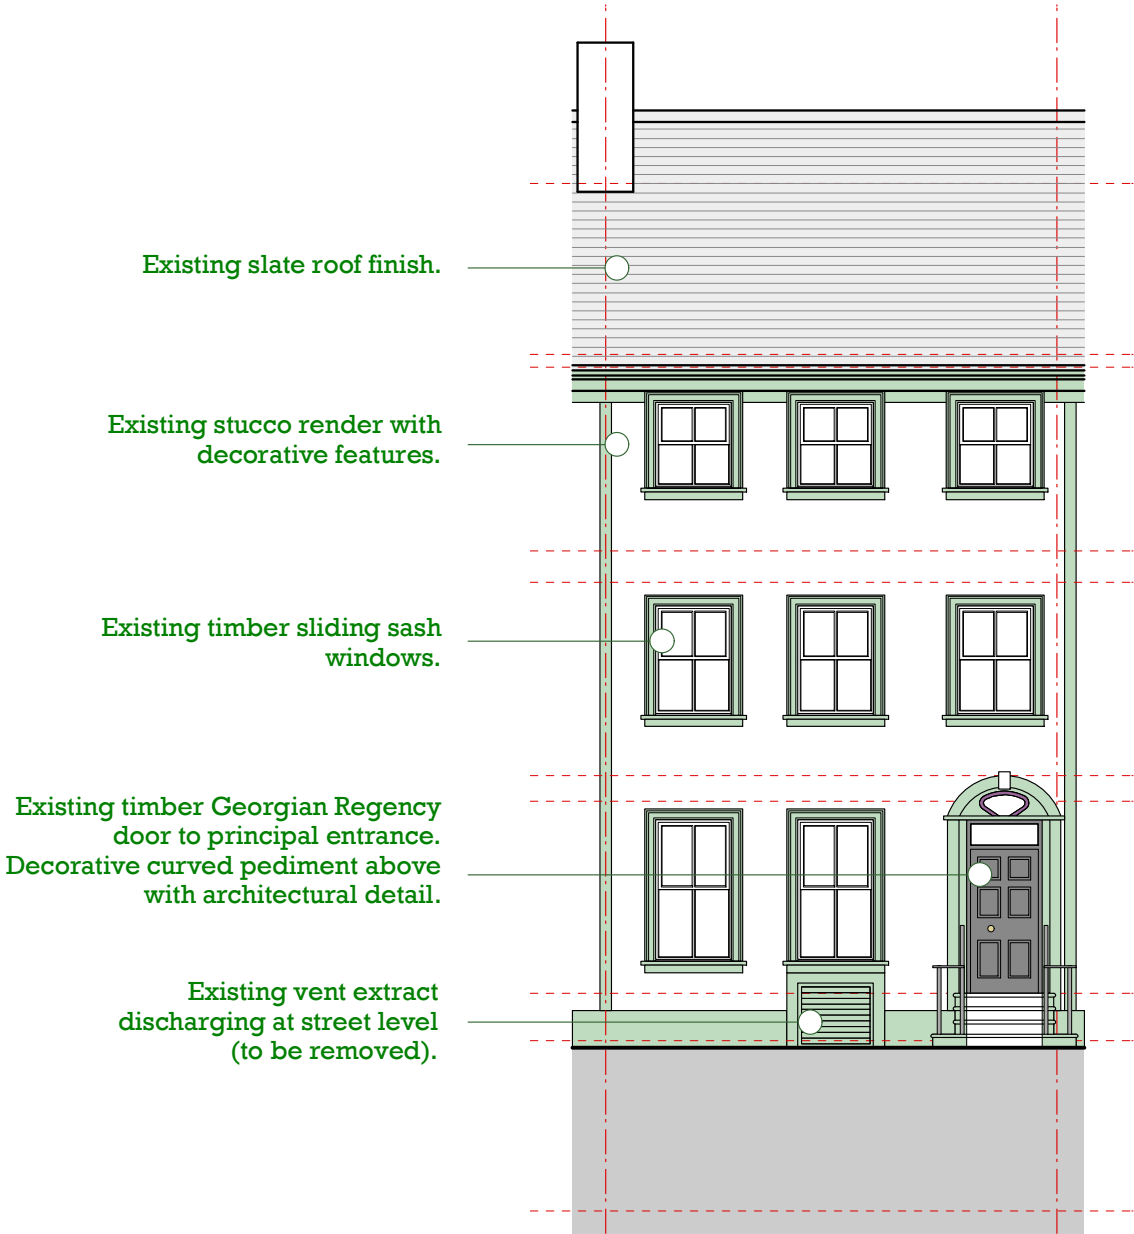 Existing slate roof finish.
Existing stucco render with
decorative features.
Existing timber sliding sash
windows.
Existing timber Georgian Regency
door to principal entrance.
Decorative curved pediment above
with architectural detail.
Existing vent extract
discharging at street level
(to be removed).